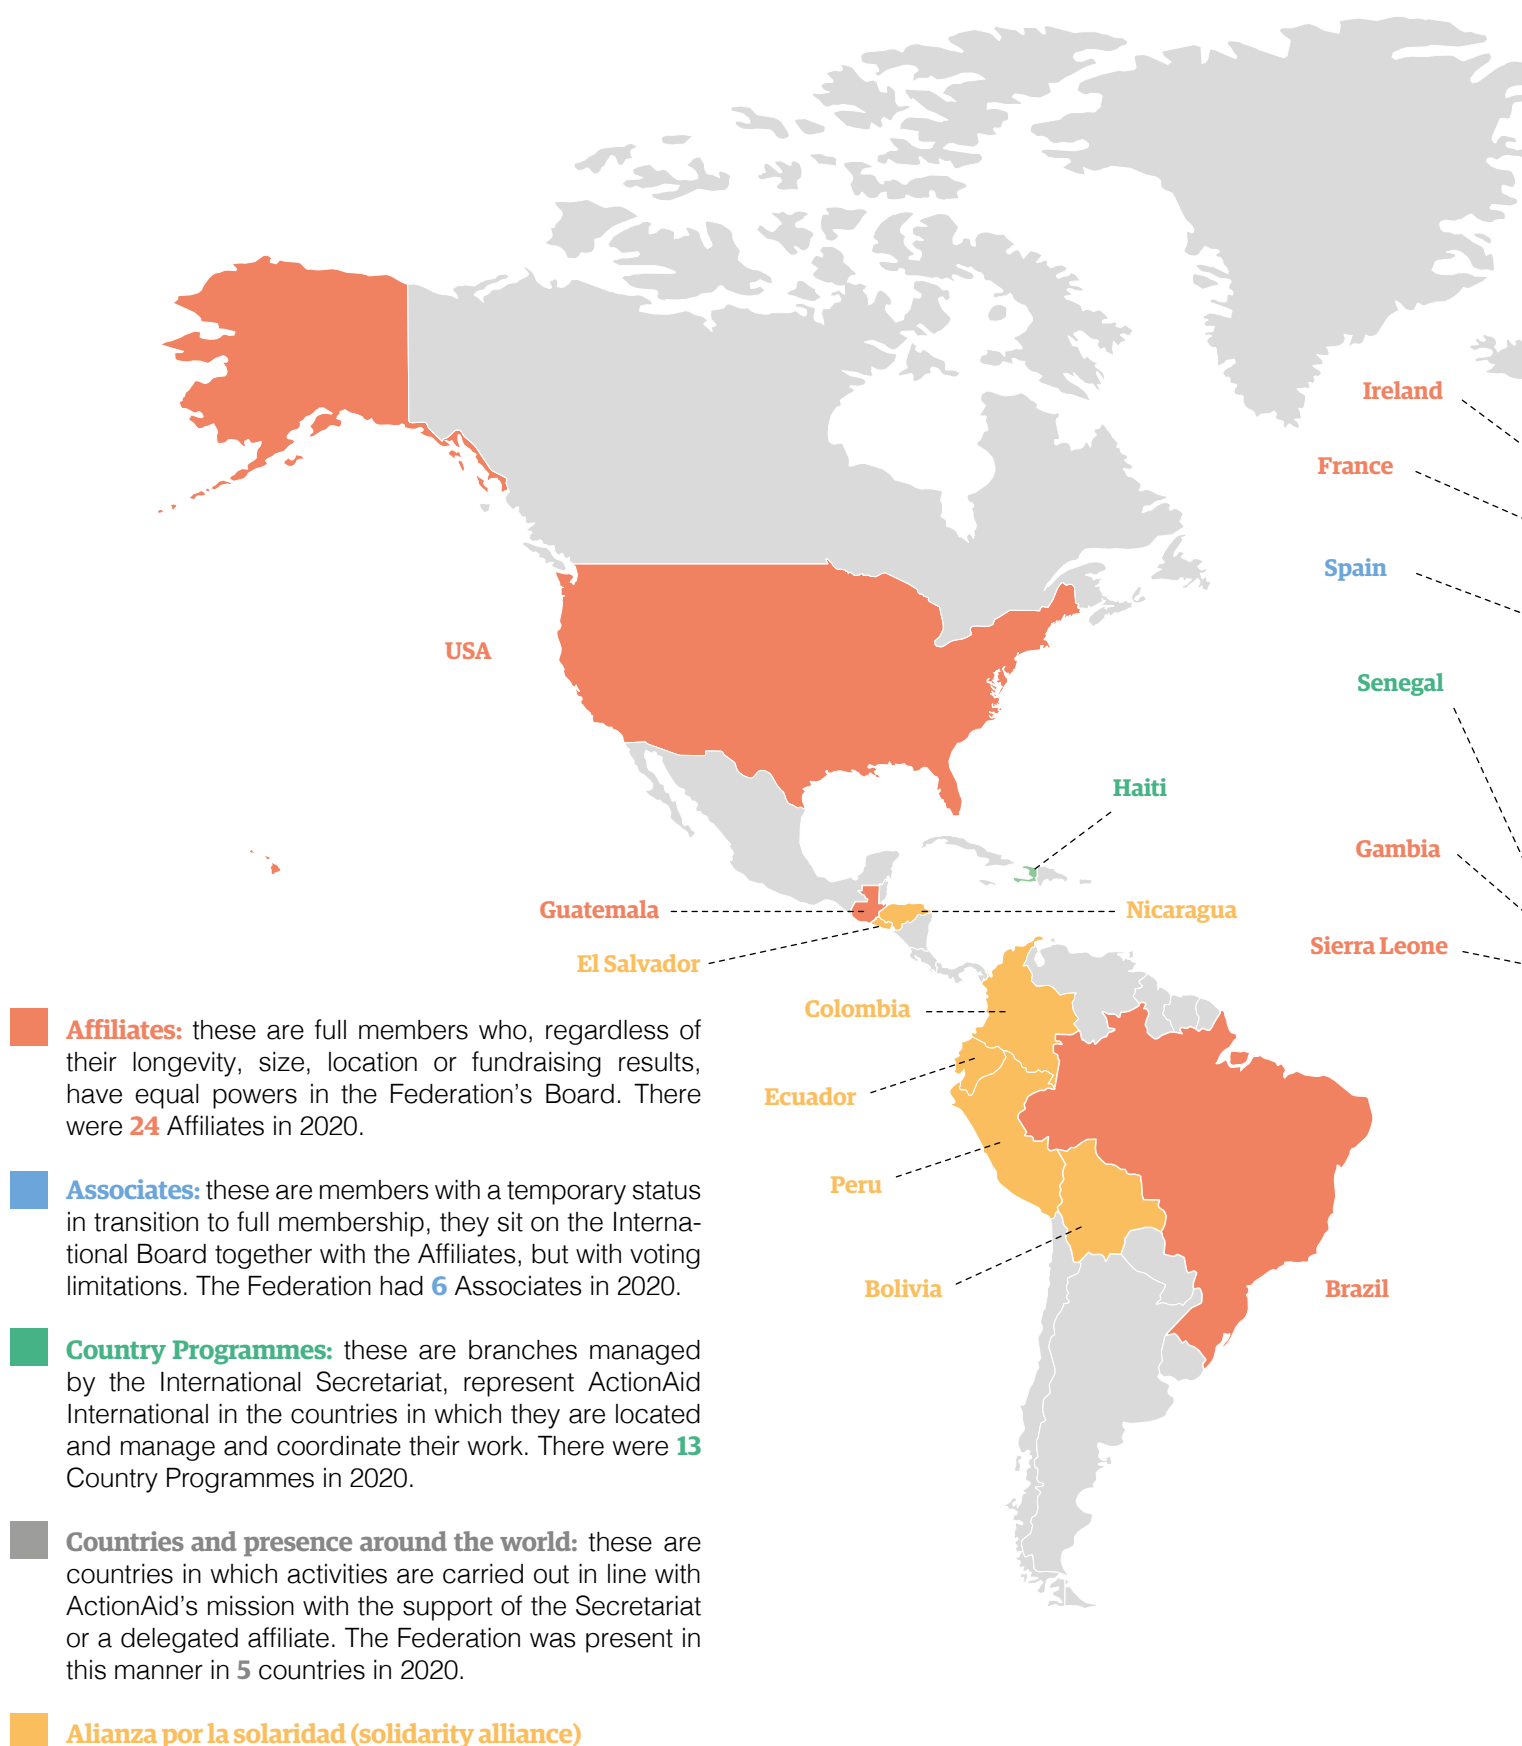 Ireland
France
Spain
USA
Senegal
Haiti
Gambia
Guatemala
Nicaragua
Sierra Leone
El Salvador
Colombia
Ecuador
Peru
Bolivia
Brazil
Affiliates: these are full members who, regardless of
their longevity, size, location or fundraising results,
have equal powers in the Federation's Board. There
were 24 Affiliates in 2020.
Associates: these are members with a temporary status
in transition to full membership, they sit on the Interna-
tional Board together with the Affiliates, but with voting
limitations. The Federation had 6 Associates in 2020.
Country Programmes: these are branches managed
by the International Secretariat, represent ActionAid
International in the countries in which they are located
and manage and coordinate their work. There were 13
Country Programmes in 2020.
Countries and presence around the world: these are
countries in which activities are carried out in line with
ActionAid's mission with the support of the Secretariat
or a delegated affiliate. The Federation was present in
this manner in 5 countries in 2020.
Alianza por la solaridad (solidarity alliance)